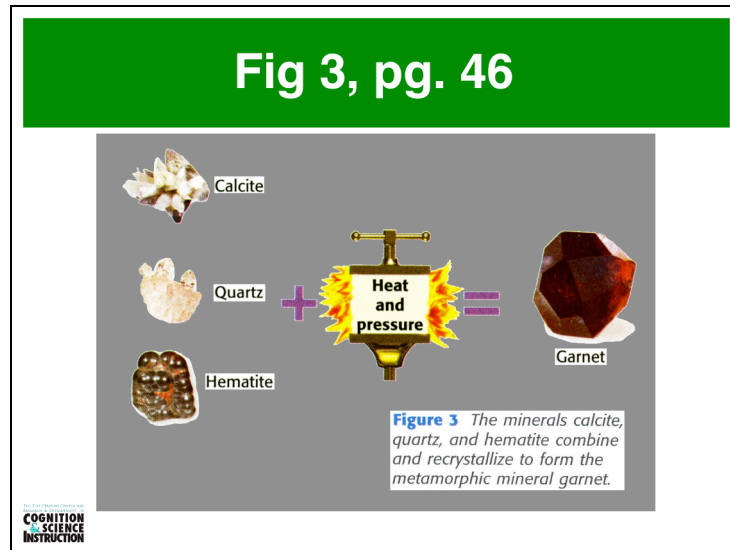 Fig 3, pg. 46
Calcite
Quartz
Hematite
+
Heat
and
pressure
=
Garnet
Figure 3 The minerals calcite,
quartz, and hematite combine
and recrystallize to form the
metamorphic mineral garnet.
COGNITION
& SCIENCE
INSTRUCTION